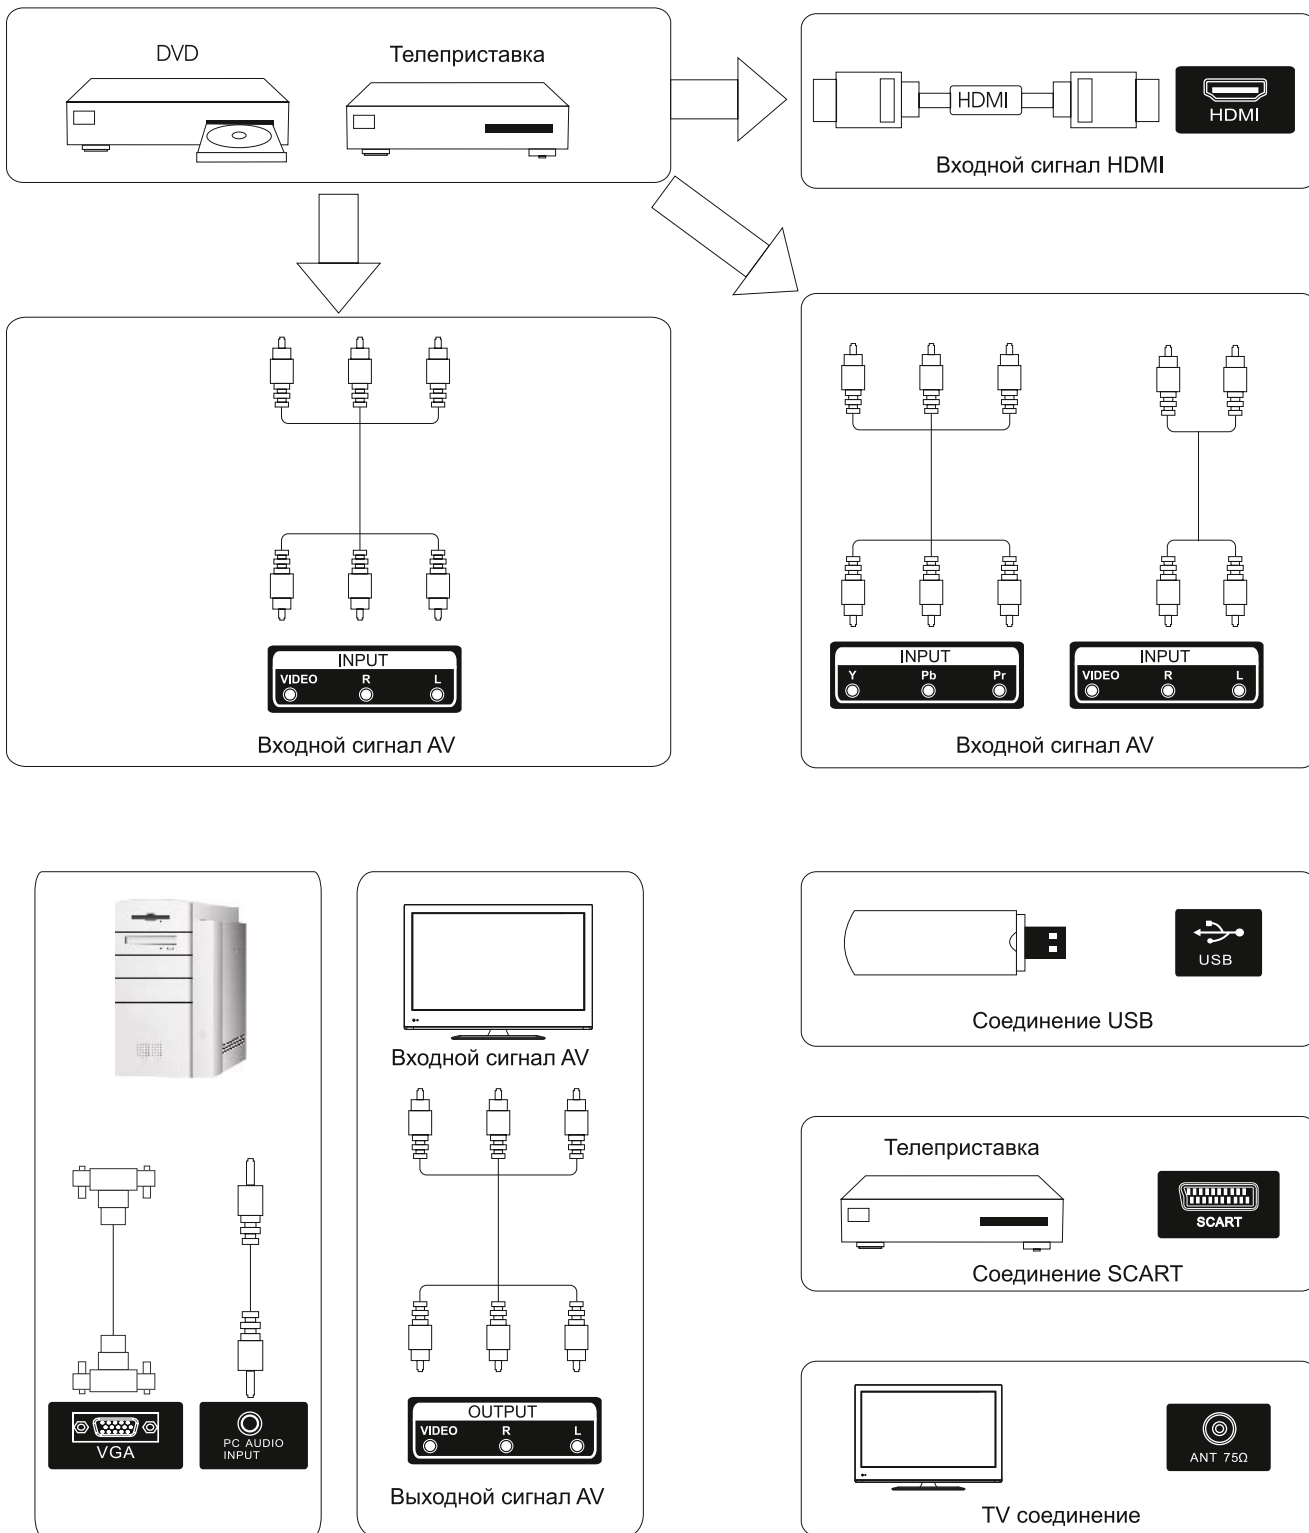 DVD
Телеприставка
HDMI
HDMI
Входной сигнал HDMI
INPUT
VIDEO R L
Входной сигнал AV
INPUT
Y Pb Pr
INPUT
VIDEO R L
Входной сигнал AV
VGA
PC AUDIO
INPUT
Входной сигнал AV
OUTPUT
VIDEO R L
Выходной сигнал AV
USB
Соединение USB
Телеприставка
SCART
Соединение SCART
ANT 75Ω
TV соединение